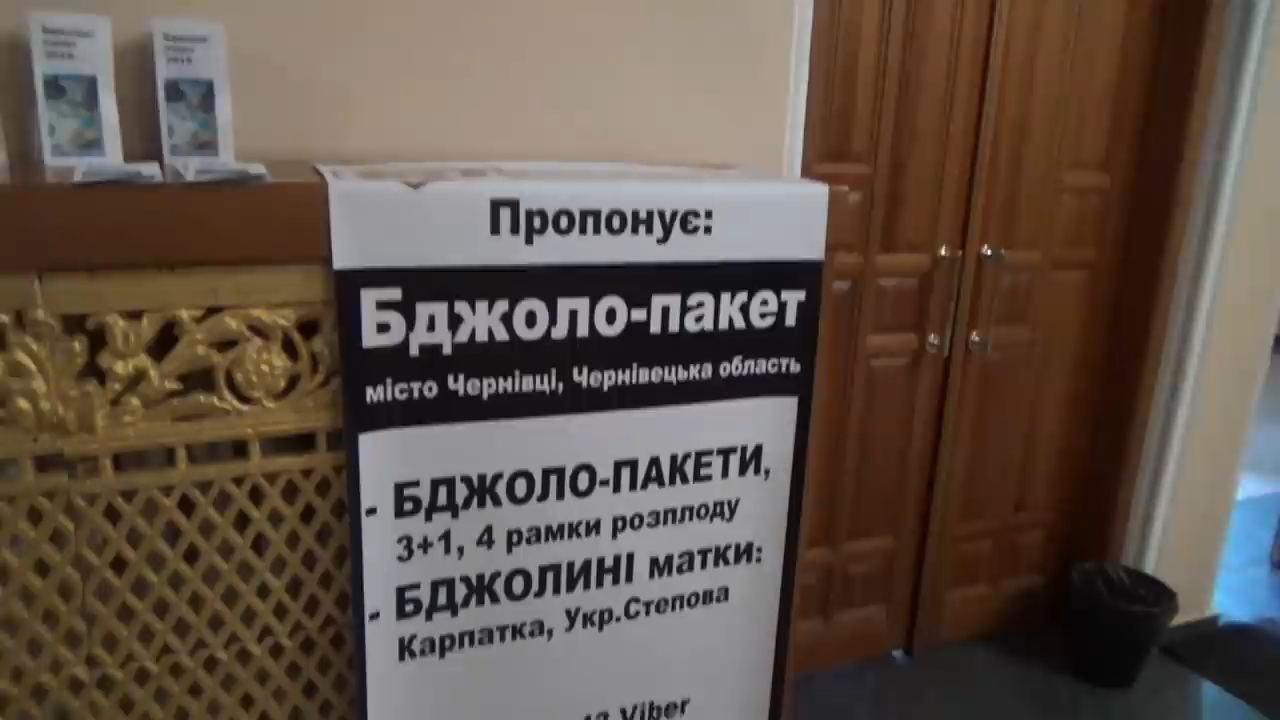 Пропонує:
Бджоло-пакет
місто Чернівці, Чернівецька область
- БДЖОЛО-ПАКЕТИ,
3+1, 4 рамки розплоду
- БДЖОЛИНІ матки:
Карпатка, Укр.Степова
Viber